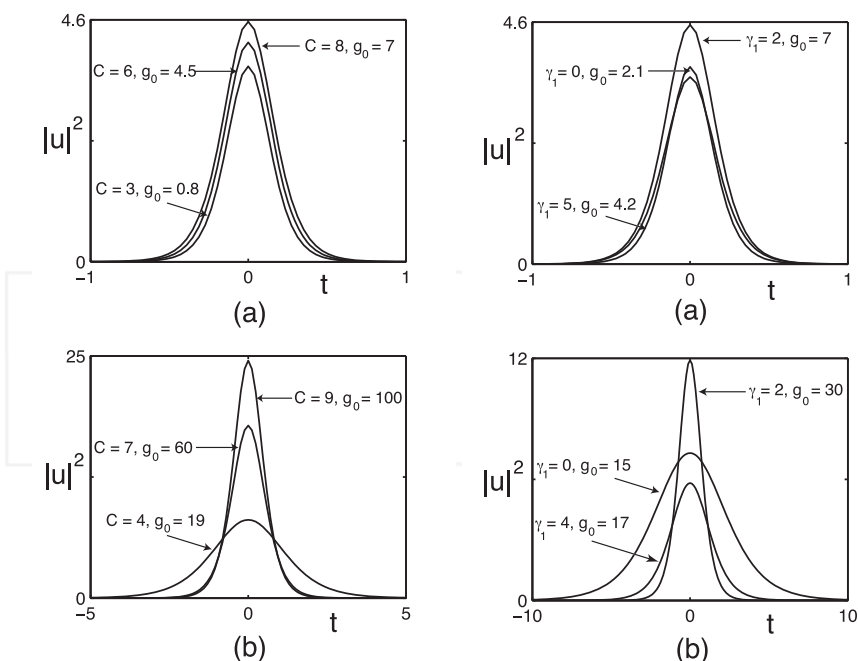 4.6
C = 8, g₀ = 7
C = 6, g₀ = 4.5
|u|²
C = 3, g₀ = 0.8
0
−1
0
1
t
(a)
4.6
γ₁ = 2, g₀ = 7
γ₁ = 0, g₀ = 2.1
|u|²
γ₁ = 5, g₀ = 4.2
0
−1
0
1
t
(a)
25
C = 9, g₀ = 100
C = 7, g₀ = 60
|u|²
C = 4, g₀ = 19
0
−5
0
5
t
(b)
12
γ₁ = 2, g₀ = 30
γ₁ = 0, g₀ = 15
|u|²
γ₁ = 4, g₀ = 17
0
−10
0
10
t
(b)